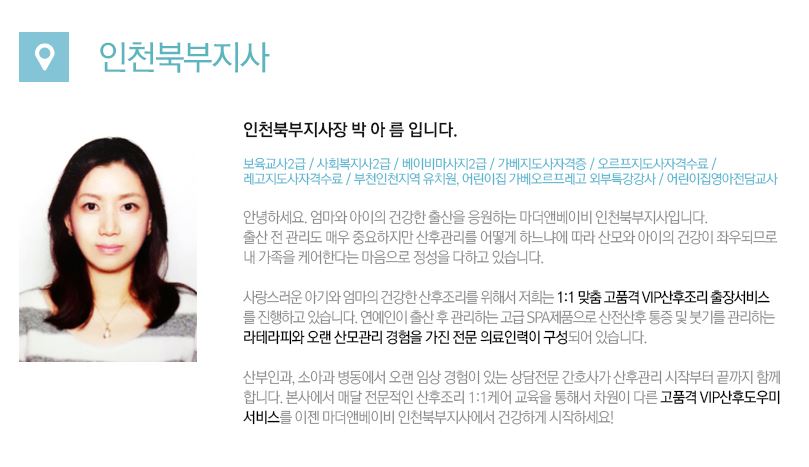 인천북부지사
인천북부지사장 박 아 름 입니다.
보육교사2급 / 사회복지사2급 / 베이비마사지2급 / 가베지도사자격증 / 오르프지도사자격수료 /
레고지도사자격수료 / 부천인천지역 유치원, 어린이집 가베오르프레고 외부특강강사 / 어린이집영아전담교사
안녕하세요. 엄마와 아이의 건강한 출산을 응원하는 마더앤베이비 인천북부지사입니다.
출산 전 관리도 매우 중요하지만 산후관리를 어떻게 하느냐에 따라 산모와 아이의 건강이 좌우되므로
내 가족을 케어한다는 마음으로 정성을 다하고 있습니다.
사랑스러운 아기와 엄마의 건강한 산후조리를 위해서 저희는 1:1 맞춤 고품격 VIP산후조리 출장서비스
를 진행하고 있습니다. 연예인이 출산 후 관리하는 고급 SPA제품으로 산전산후 통증 및 붓기를 관리하는
라테라피와 오랜 산모관리 경험을 가진 전문 의료인력이 구성되어 있습니다.
산부인과, 소아과 병동에서 오랜 임상 경험이 있는 상담전문 간호사가 산후관리 시작부터 끝까지 함께
합니다. 본사에서 매달 전문적인 산후조리 1:1케어 교육을 통해서 차원이 다른 고품격 VIP산후도우미
서비스를 이젠 마더앤베이비 인천북부지사에서 건강하게 시작하세요!